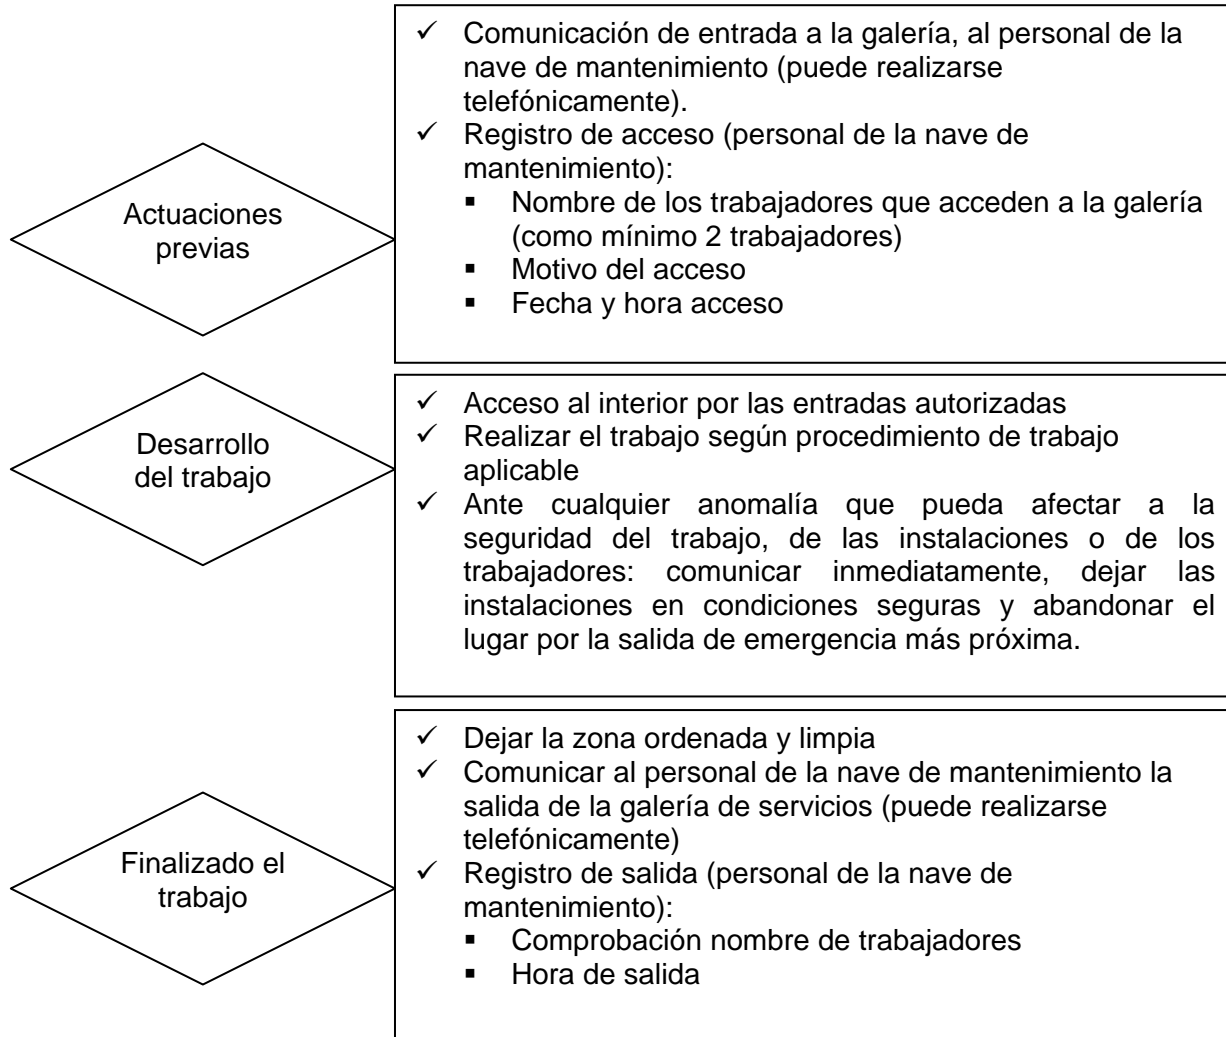 Actuaciones
previas
✓ Comunicación de entrada a la galería, al personal de la
nave de mantenimiento (puede realizarse
telefónicamente).
✓ Registro de acceso (personal de la nave de
mantenimiento):
▪ Nombre de los trabajadores que acceden a la galería
(como mínimo 2 trabajadores)
▪ Motivo del acceso
▪ Fecha y hora acceso
Desarrollo
del trabajo
✓ Acceso al interior por las entradas autorizadas
✓ Realizar el trabajo según procedimiento de trabajo
aplicable
✓ Ante cualquier anomalía que pueda afectar a la
seguridad del trabajo, de las instalaciones o de los
trabajadores: comunicar inmediatamente, dejar las
instalaciones en condiciones seguras y abandonar el
lugar por la salida de emergencia más próxima.
Finalizado el
trabajo
✓ Dejar la zona ordenada y limpia
✓ Comunicar al personal de la nave de mantenimiento la
salida de la galería de servicios (puede realizarse
telefónicamente)
✓ Registro de salida (personal de la nave de
mantenimiento):
▪ Comprobación nombre de trabajadores
▪ Hora de salida